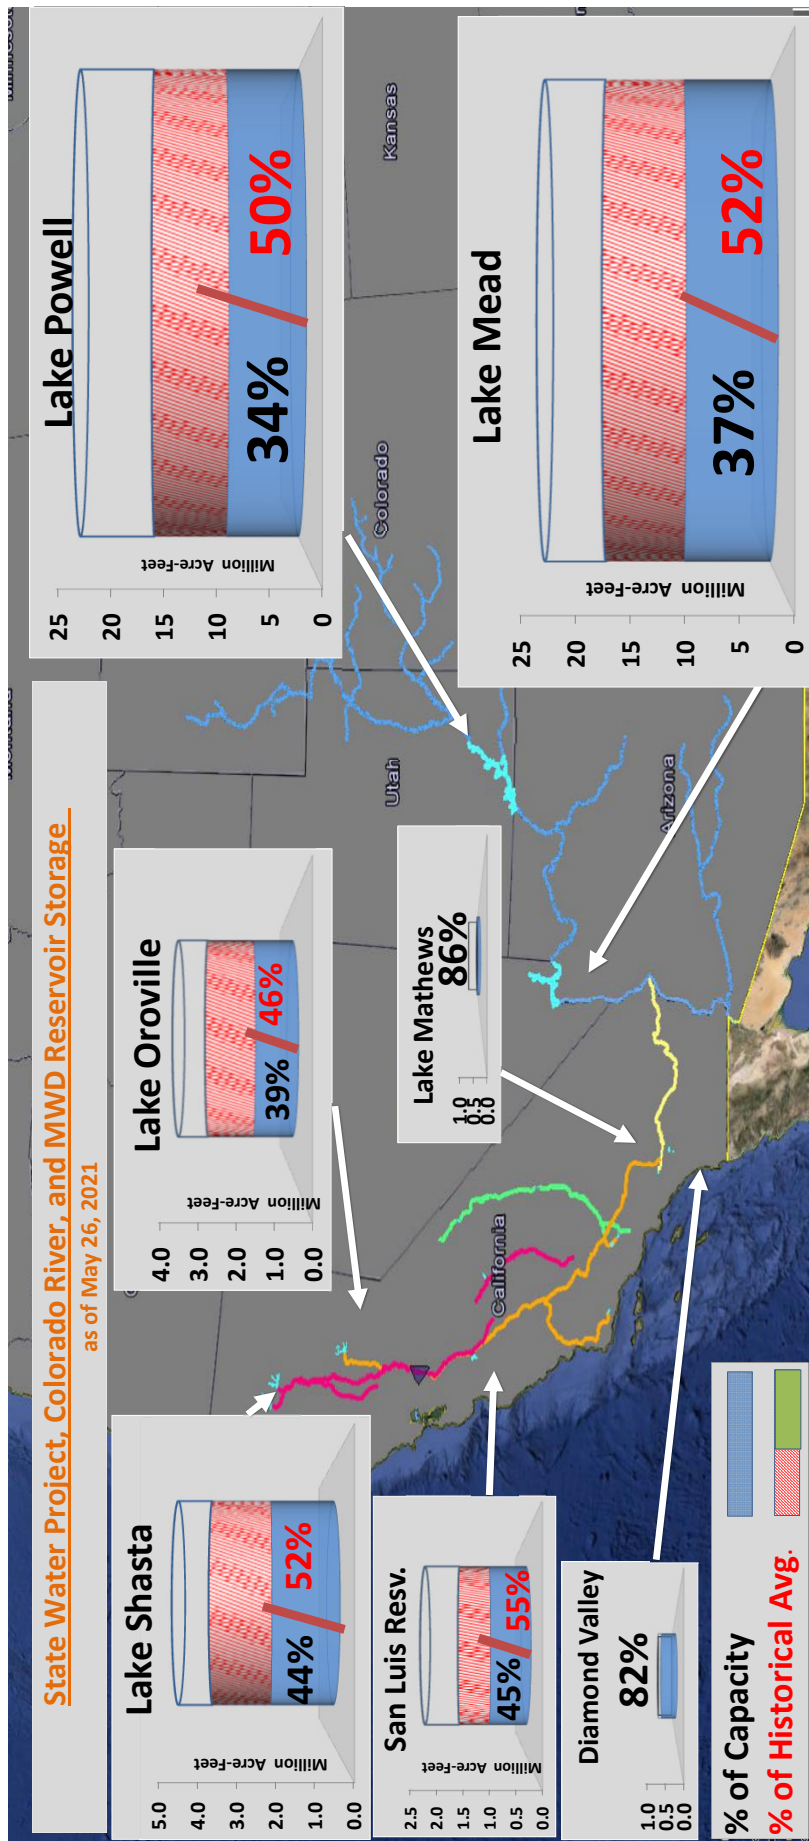 State Water Project, Colorado River, and MWD Reservoir Storage
as of May 26, 2021
Lake Shasta
Million Acre-Feet
5.0
4.0
3.0
2.0
1.0
0.0
44%
52%
San Luis Resv.
Million Acre-Feet
2.5
2.0
1.5
1.0
0.5
0.0
45%
55%
Diamond Valley
1.0
0.5
0.0
82%
% of Capacity
% of Historical Avg.
Lake Oroville
Million Acre-Feet
4.0
3.0
2.0
1.0
0.0
39%
46%
Lake Mathews
1.0
0.5
0.0
86%
California
Utah
Arizona
Colorado
Kansas
Lake Powell
Million Acre-Feet
25
20
15
10
5
0
34%
50%
Lake Mead
Million Acre-Feet
25
20
15
10
5
0
37%
52%